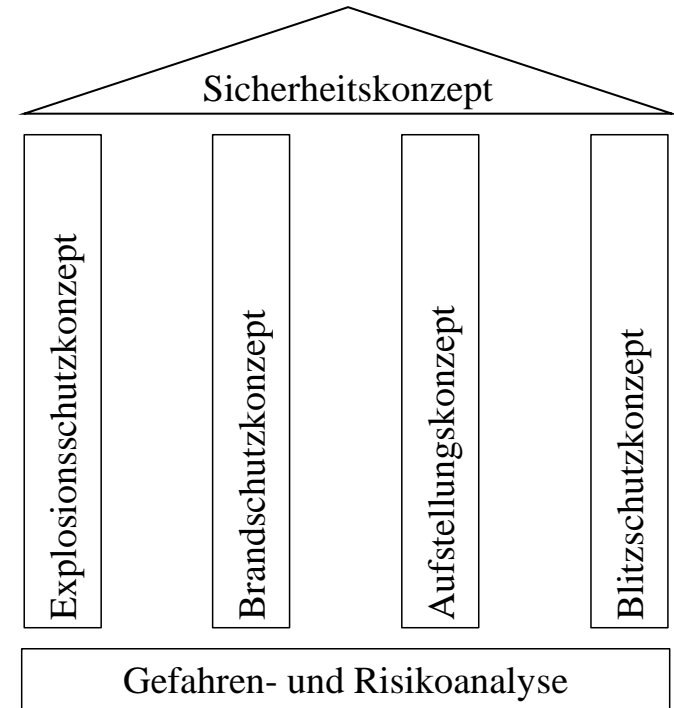 Sicherheitskonzept
Explosionsschutzkonzept
Brandschutzkonzept
Aufstellungskonzept
Blitzschutzkonzept
Gefahren- und Risikoanalyse